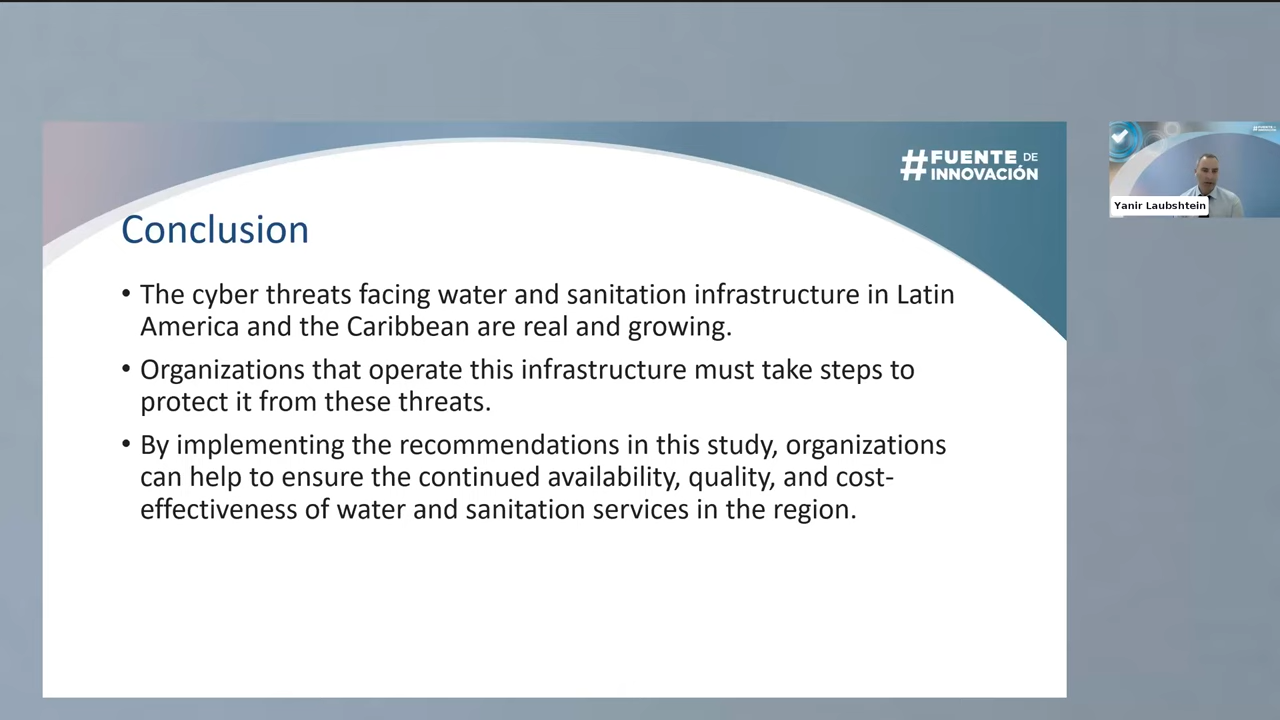 #FUENTE DE
INNOVACIÓN
Conclusion
• The cyber threats facing water and sanitation infrastructure in Latin
America and the Caribbean are real and growing.
• Organizations that operate this infrastructure must take steps to
protect it from these threats.
• By implementing the recommendations in this study, organizations
can help to ensure the continued availability, quality, and cost-
effectiveness of water and sanitation services in the region.
Yanir Laubshtein